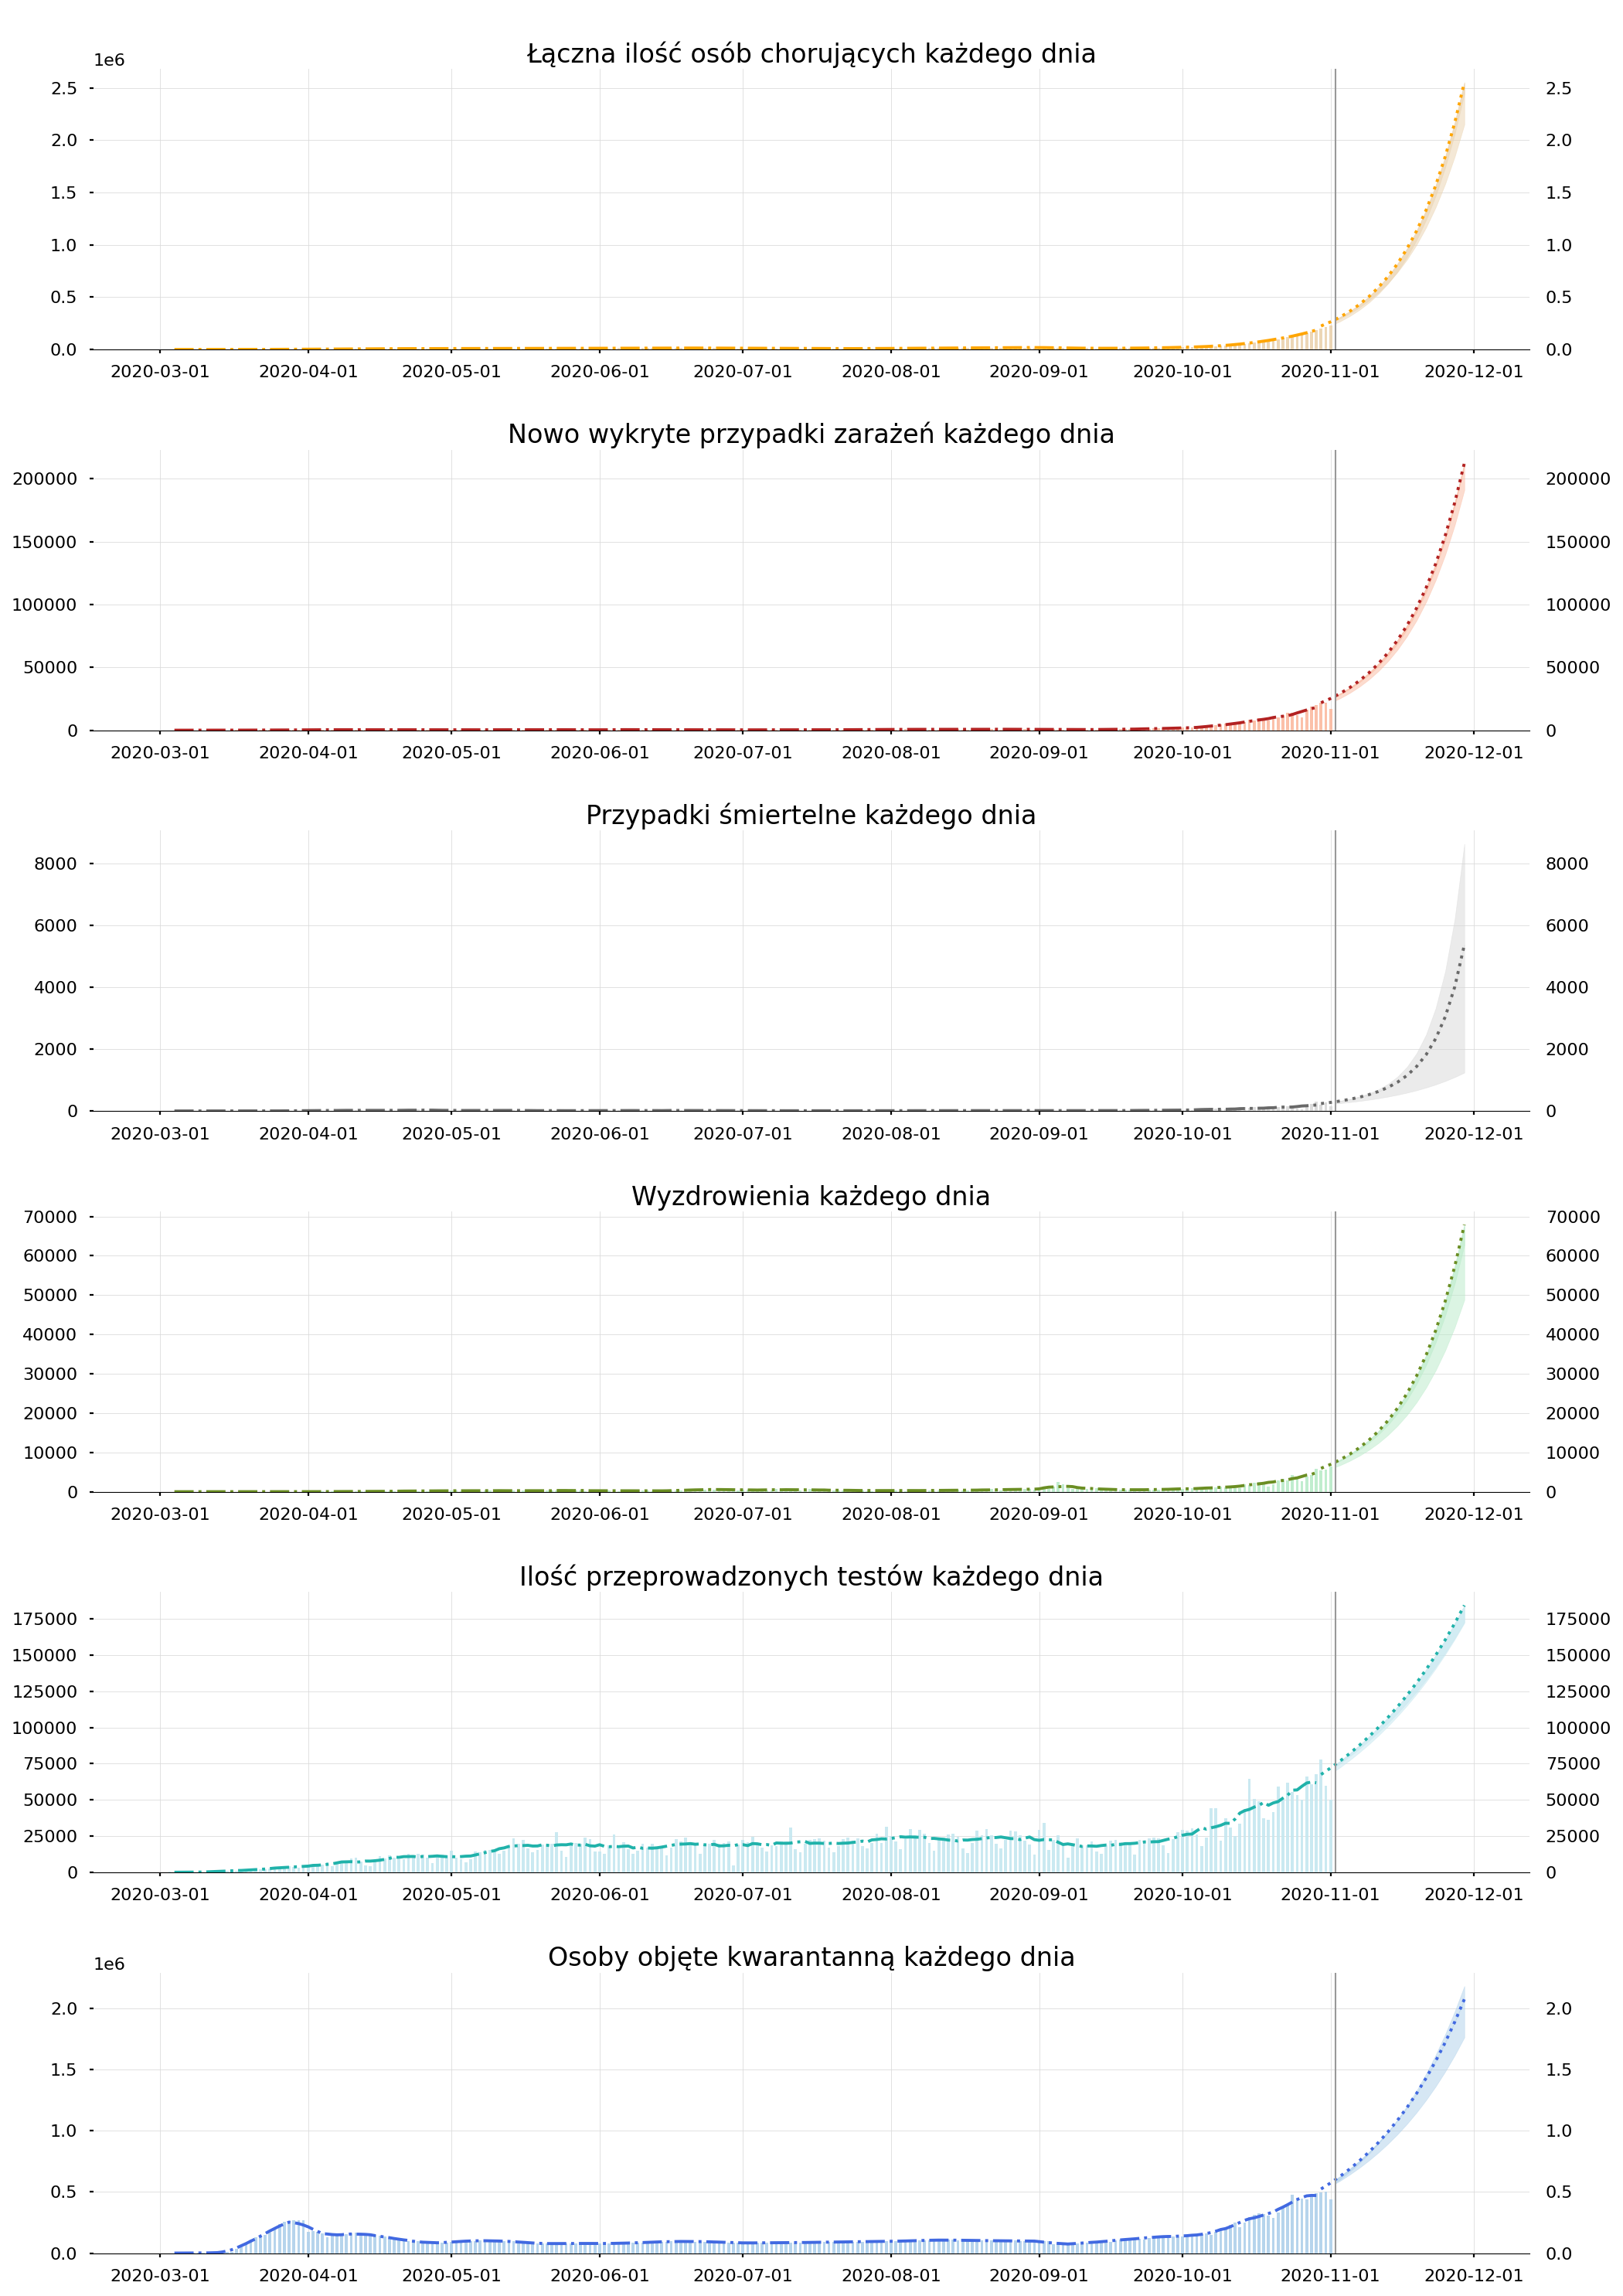 Łączna ilość osób chorujących każdego dnia
1e6
2.5 2.5
2.0 2.0
1.5 1.5
1.0 1.0
0.5 0.5
0.0 0.0
2020-03-01 2020-04-01 2020-05-01 2020-06-01 2020-07-01 2020-08-01 2020-09-01 2020-10-01 2020-11-01 2020-12-01
Nowo wykryte przypadki zarażeń każdego dnia
200000 200000
150000 150000
100000 100000
50000 50000
0 0
2020-03-01 2020-04-01 2020-05-01 2020-06-01 2020-07-01 2020-08-01 2020-09-01 2020-10-01 2020-11-01 2020-12-01
Przypadki śmiertelne każdego dnia
8000 8000
6000 6000
4000 4000
2000 2000
0 0
2020-03-01 2020-04-01 2020-05-01 2020-06-01 2020-07-01 2020-08-01 2020-09-01 2020-10-01 2020-11-01 2020-12-01
Wyzdrowienia każdego dnia
70000 70000
60000 60000
50000 50000
40000 40000
30000 30000
20000 20000
10000 10000
0 0
2020-03-01 2020-04-01 2020-05-01 2020-06-01 2020-07-01 2020-08-01 2020-09-01 2020-10-01 2020-11-01 2020-12-01
Ilość przeprowadzonych testów każdego dnia
175000 175000
150000 150000
125000 125000
100000 100000
75000 75000
50000 50000
25000 25000
0 0
2020-03-01 2020-04-01 2020-05-01 2020-06-01 2020-07-01 2020-08-01 2020-09-01 2020-10-01 2020-11-01 2020-12-01
Osoby objęte kwarantanną każdego dnia
1e6
2.0 2.0
1.5 1.5
1.0 1.0
0.5 0.5
0.0 0.0
2020-03-01 2020-04-01 2020-05-01 2020-06-01 2020-07-01 2020-08-01 2020-09-01 2020-10-01 2020-11-01 2020-12-01